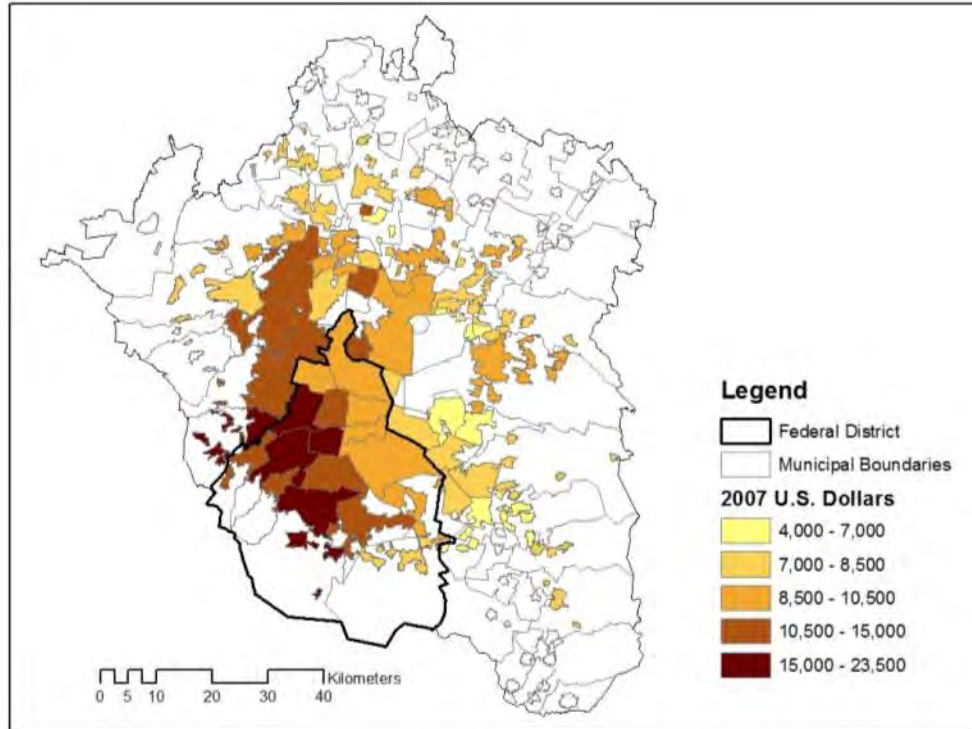 Legend
Federal District
Municipal Boundaries
2007 U.S. Dollars
4,000 - 7,000
7,000 - 8,500
8,500 - 10,500
10,500 - 15,000
15,000 - 23,500
Kilometers
0 5 10 20 30 40